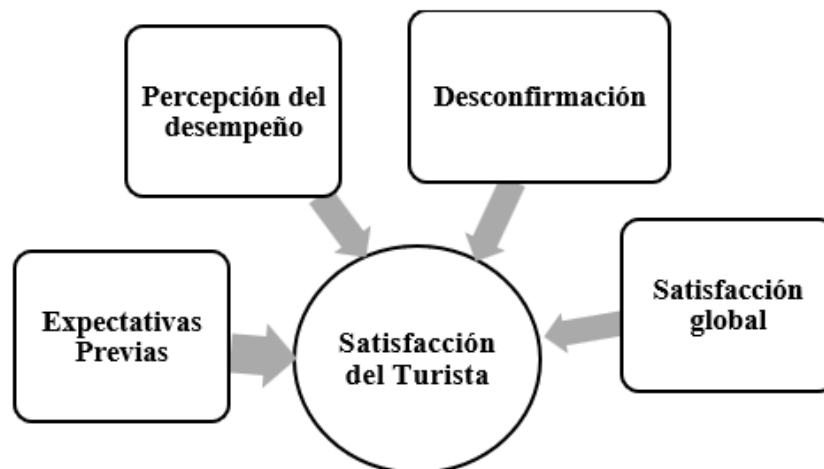 Percepción del
desempeño
Desconfirmación
Expectativas
Previas
Satisfacción
del Turista
Satisfacción
global